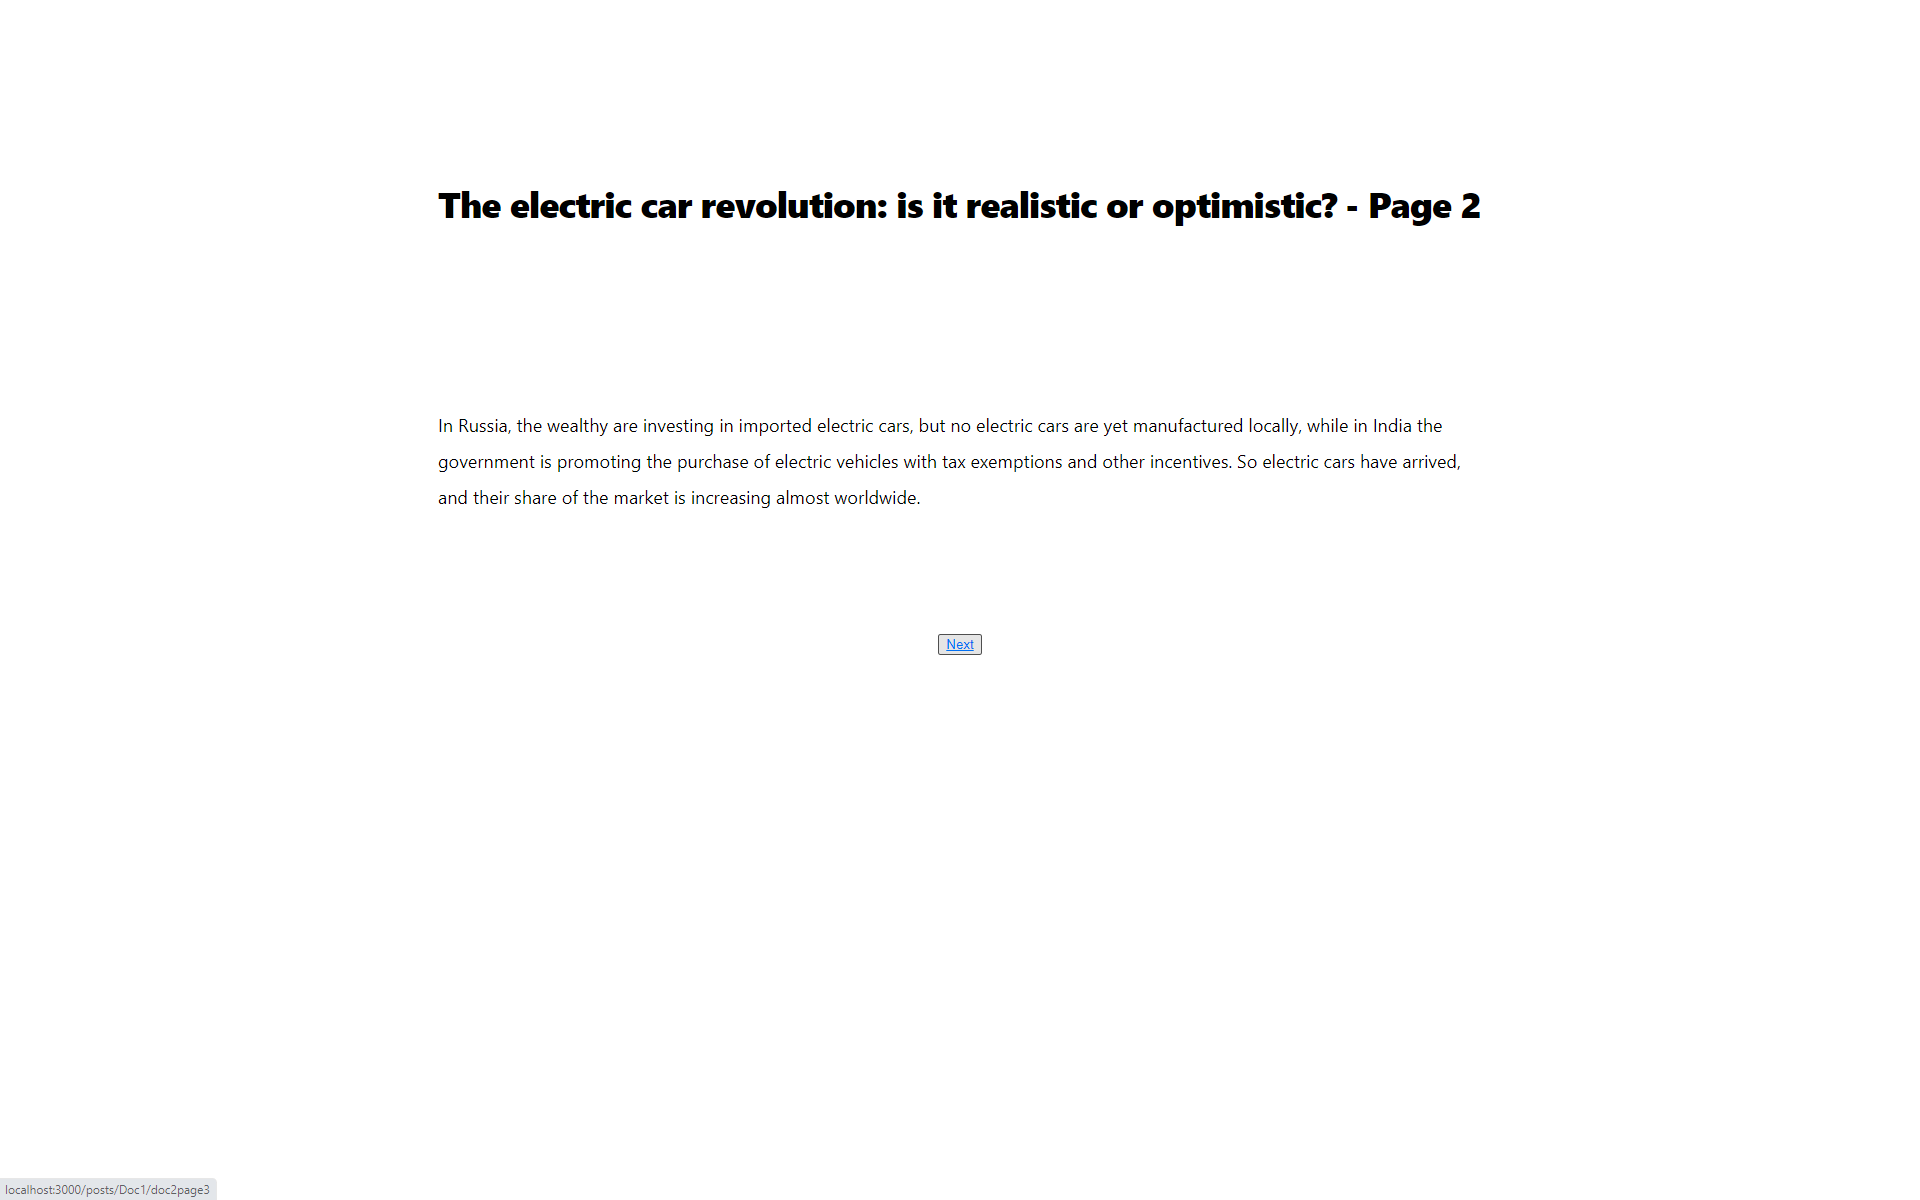 The electric car revolution: is it realistic or optimistic? - Page 2
In Russia, the wealthy are investing in imported electric cars, but no electric cars are yet manufactured locally, while in India the
government is promoting the purchase of electric vehicles with tax exemptions and other incentives. So electric cars have arrived,
and their share of the market is increasing almost worldwide.
Next
localhost:3000/posts/Doc1/doc2page3